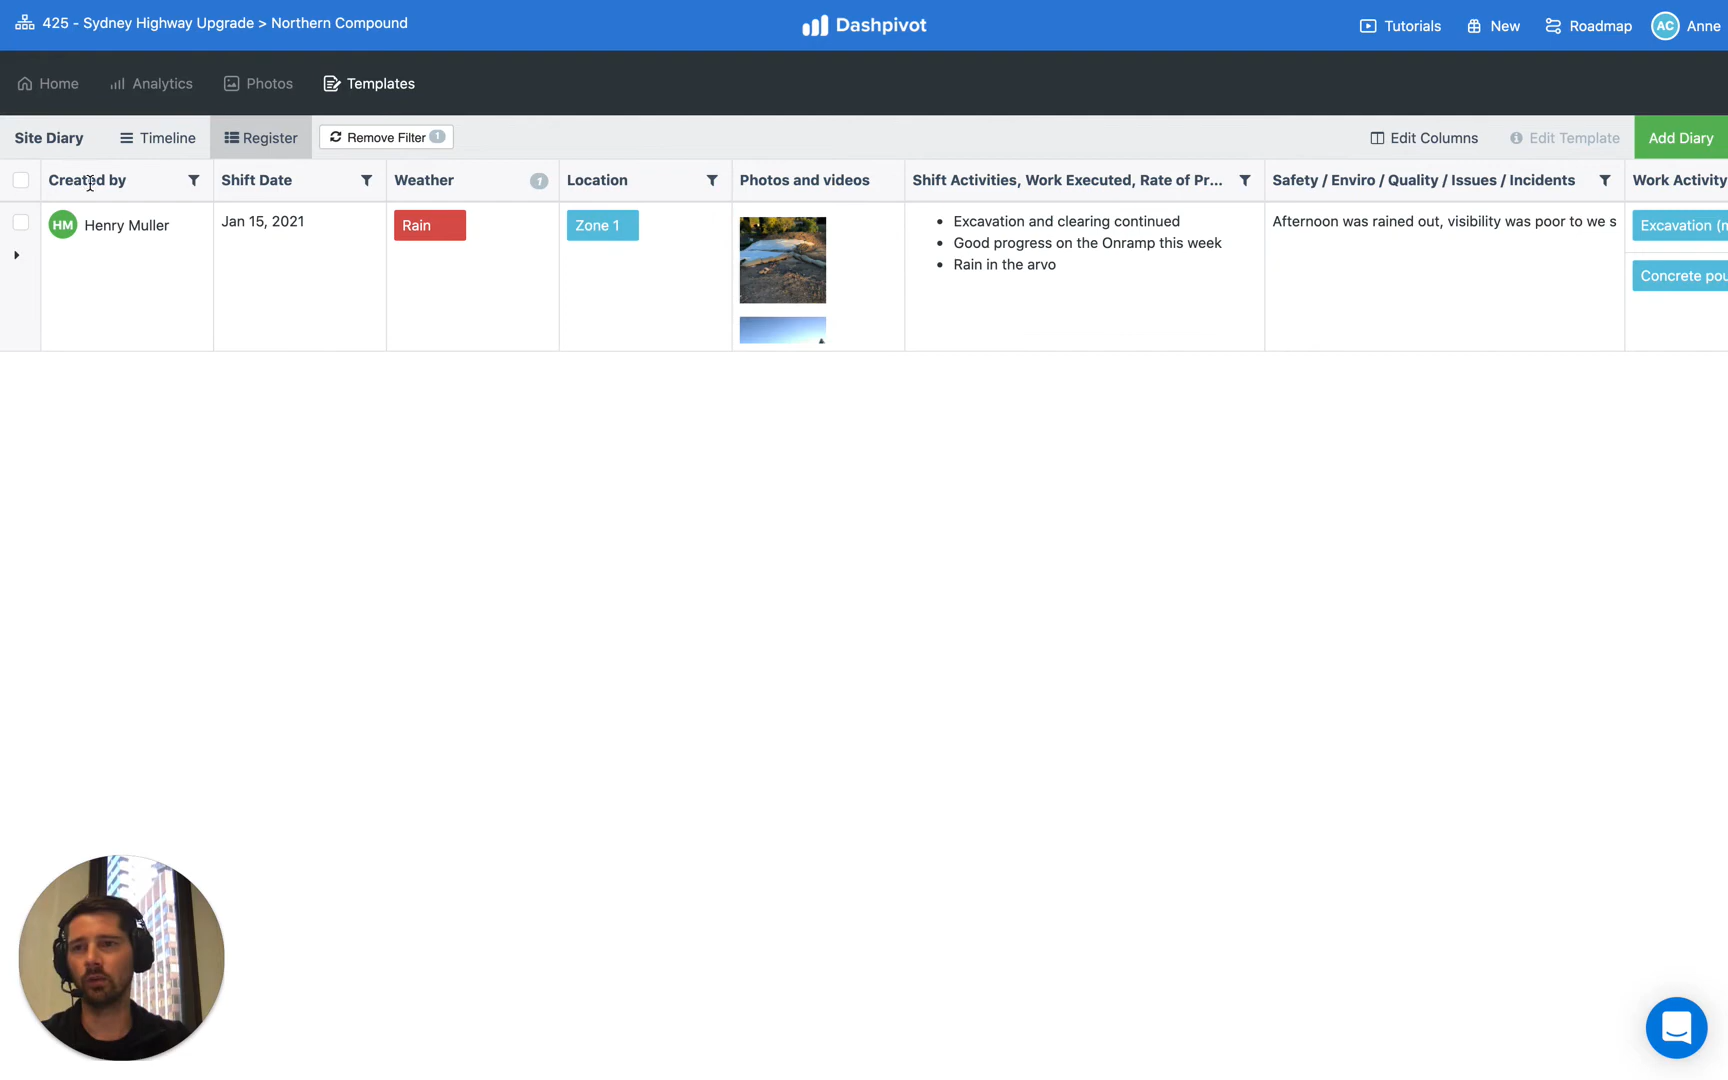 425 - Sydney Highway Upgrade > Northern Compound
Dashpivot
Tutorials
New
Roadmap
AC
Anne
Home
Analytics
Photos
Templates
Site Diary
Timeline
Register
Remove Filter 1
Edit Columns
Edit Template
Add Diary
Created by
Shift Date
Weather
1
Location
Photos and videos
Shift Activities, Work Executed, Rate of Pr...
Safety / Enviro / Quality / Issues / Incidents
Work Activity
HM
Henry Muller
Jan 15, 2021
Rain
Zone 1
• Excavation and clearing continued
• Good progress on the Onramp this week
• Rain in the arvo
Afternoon was rained out, visibility was poor to we s
Excavation (m
Concrete pou